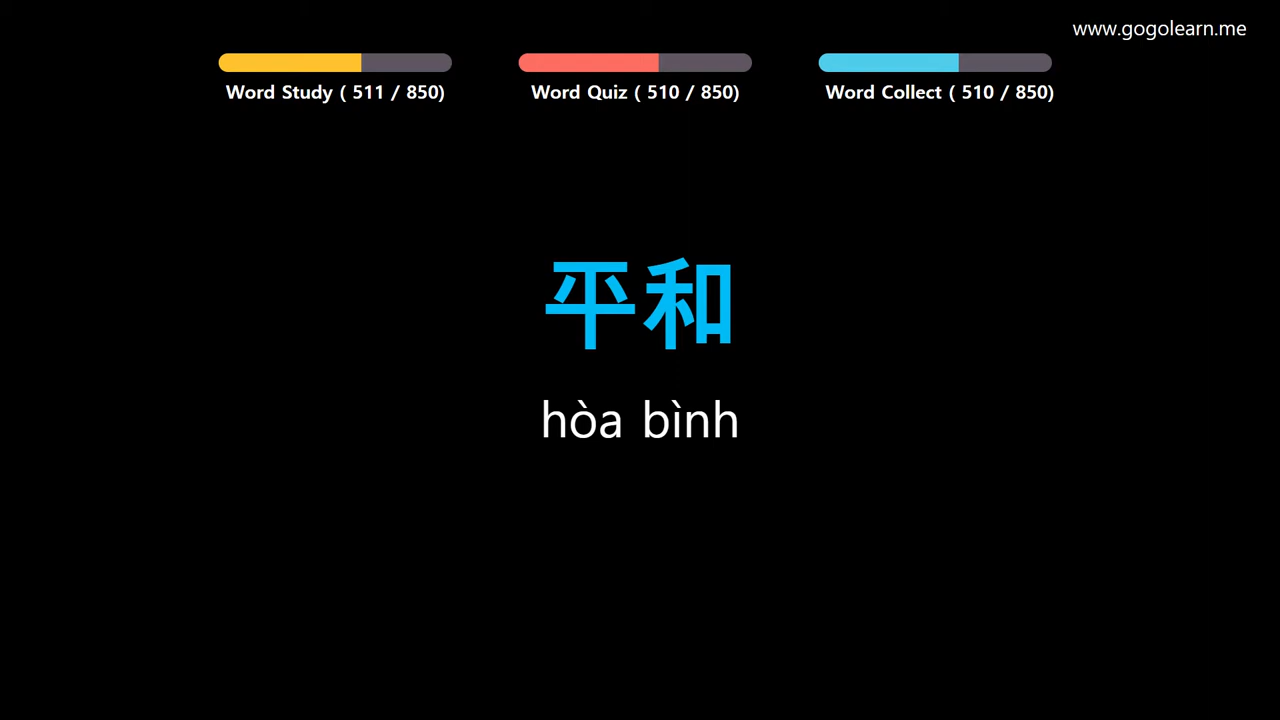 www.gogolearn.me
Word Study ( 511 / 850)
Word Quiz ( 510 / 850)
Word Collect ( 510 / 850)
平和
hòa bình